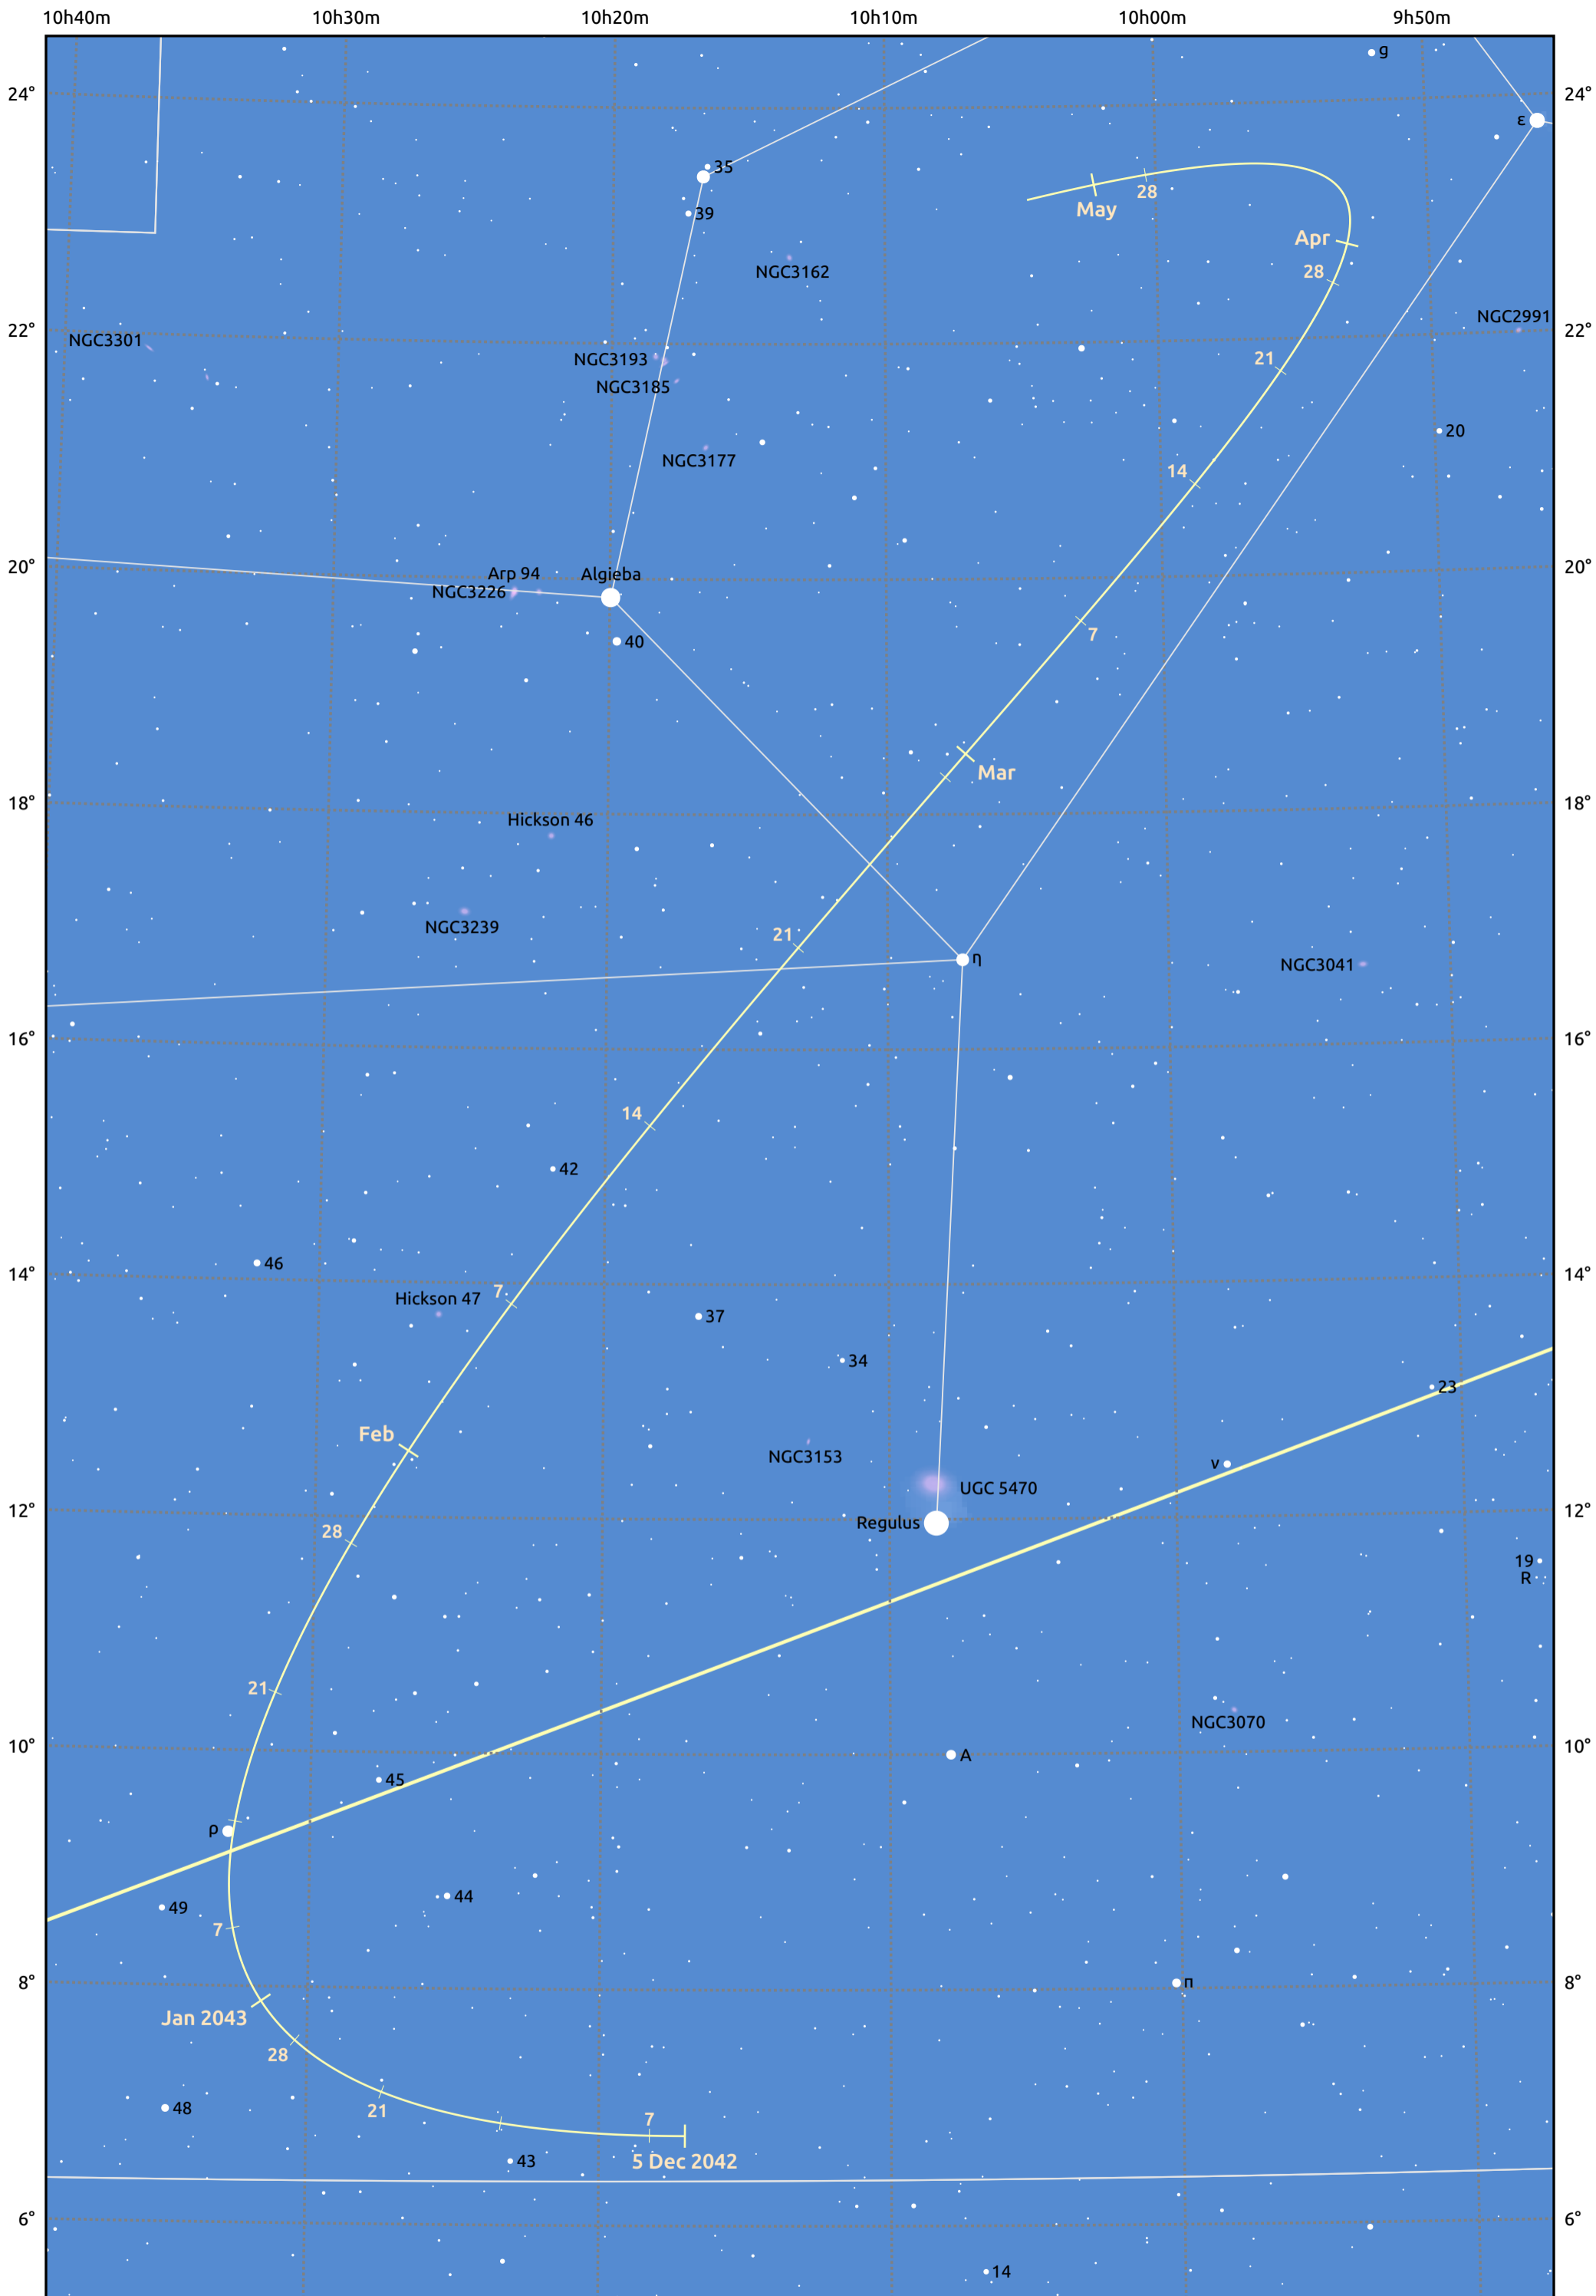 10h40m 10h30m 10h20m 10h10m 10h00m 9h50m
g
24° 24°
ε
35
28
May
39
Apr
NGC3162
28
NGC2991
22° 22°
NGC3301
NGC3193
21
NGC3185
20
NGC3177
14
20° 20°
Arp 94 Algieba
NGC3226
40
7
Mar
18° 18°
Hickson 46
NGC3239
21
η
NGC3041
16° 16°
14
42
46
14° 14°
7
Hickson 47
37
34
23
Feb
NGC3153
ν
UGC 5470
12° 12°
Regulus
28
19
R
21
NGC3070
10° 10°
A
45
ρ
44
49
7
8° 8°
π
Jan 2043
28
48
21
7
43
5 Dec 2042
6° 6°
14